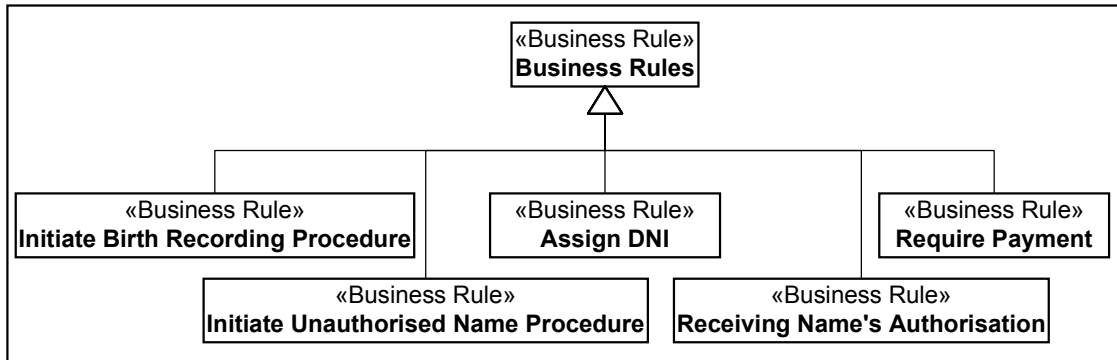 «Business Rule»
Business Rules
«Business Rule»
Initiate Birth Recording Procedure
«Business Rule»
Assign DNI
«Business Rule»
Require Payment
«Business Rule»
Initiate Unauthorised Name Procedure
«Business Rule»
Receiving Name's Authorisation